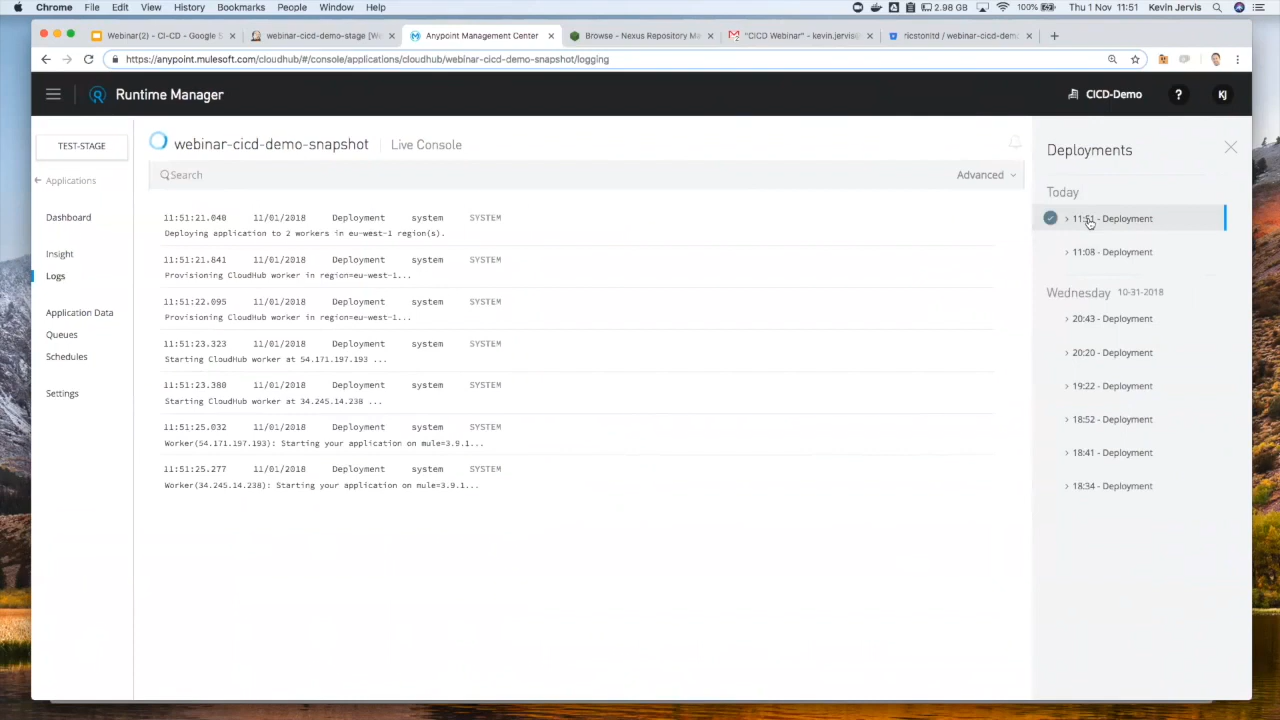 Chrome File Edit View History Bookmarks People Window Help 2.98 GB 100% Thu 1 Nov 11:51 Kevin Jervis
Webinar(2) - CI-CD - Google S webinar-cicd-demo-stage [We Anypoint Management Center Browse - Nexus Repository Ma "CICD Webinar" - kevin.jervis@ ricstonitd / webinar-cicd-demo
https://anypoint.mulesoft.com/cloudhub/#/console/applications/cloudhub/webinar-cicd-demo-snapshot/logging
Runtime Manager CICD-Demo ? KJ
TEST-STAGE
Applications
Dashboard
Insight
Logs
Application Data
Queues
Schedules
Settings
webinar-cicd-demo-snapshot Live Console
Search Advanced
11:51:21.048 11/01/2018 Deployment system SYSTEM
Deploying application to 2 workers in eu-west-1 region(s).
11:51:21.841 11/01/2018 Deployment system SYSTEM
Provisioning CloudHub worker in region=eu-west-1...
11:51:22.095 11/01/2018 Deployment system SYSTEM
Provisioning CloudHub worker in region=eu-west-1...
11:51:23.323 11/01/2018 Deployment system SYSTEM
Starting CloudHub worker at 54.171.197.193 ...
11:51:23.380 11/01/2018 Deployment system SYSTEM
Starting CloudHub worker at 34.245.14.238 ...
11:51:25.032 11/01/2018 Deployment system SYSTEM
Worker(54.171.197.193): Starting your application on mule=3.9.1...
11:51:25.277 11/01/2018 Deployment system SYSTEM
Worker(34.245.14.238): Starting your application on mule=3.9.1...
Deployments
Today
11:51 - Deployment
11:08 - Deployment
Wednesday 10-31-2018
20:43 - Deployment
20:20 - Deployment
19:22 - Deployment
18:52 - Deployment
18:41 - Deployment
18:34 - Deployment